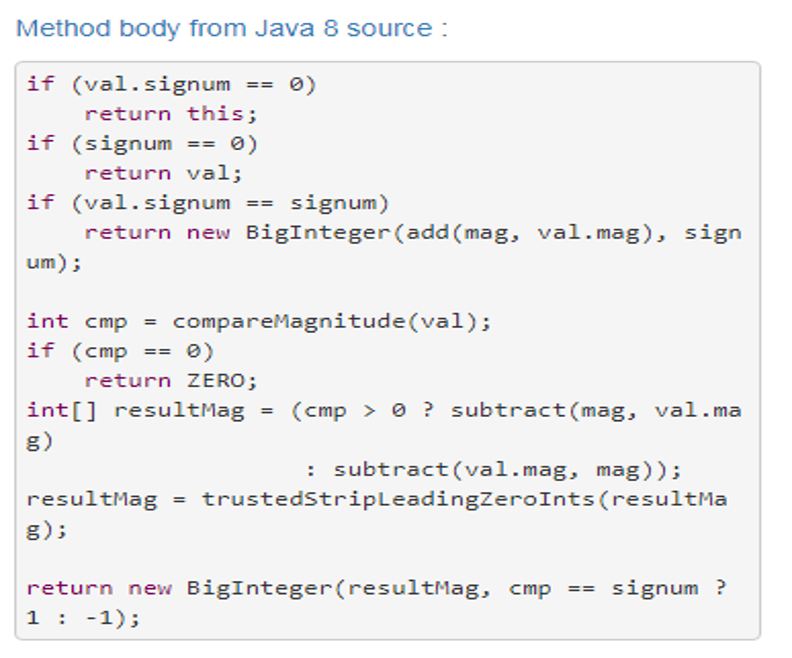 Method body from Java 8 source :
if (val.signum == 0)
    return this;
if (signum == 0)
    return val;
if (val.signum == signum)
    return new BigInteger(add(mag, val.mag), sign
um);

int cmp = compareMagnitude(val);
if (cmp == 0)
    return ZERO;
int[] resultMag = (cmp > 0 ? subtract(mag, val.ma
g)
                   : subtract(val.mag, mag));
resultMag = trustedStripLeadingZeroInts(resultMa
g);

return new BigInteger(resultMag, cmp == signum ?
1 : -1);